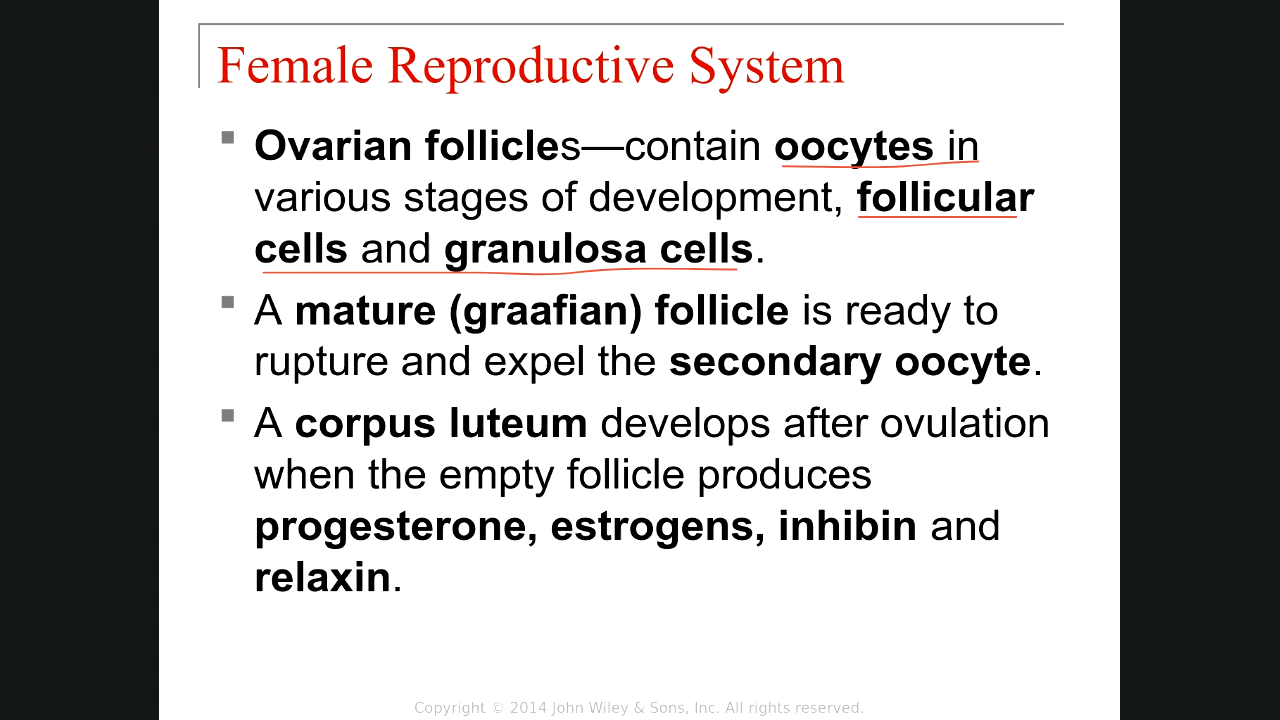 Female Reproductive System
▪ Ovarian follicles—contain oocytes in
various stages of development, follicular
cells and granulosa cells.
▪ A mature (graafian) follicle is ready to
rupture and expel the secondary oocyte.
▪ A corpus luteum develops after ovulation
when the empty follicle produces
progesterone, estrogens, inhibin and
relaxin.
Copyright © 2014 John Wiley & Sons, Inc. All rights reserved.